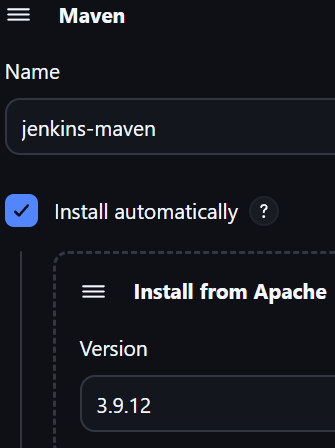 Maven
Name
jenkins-maven
Install automatically ?
Install from Apache
Version
3.9.12